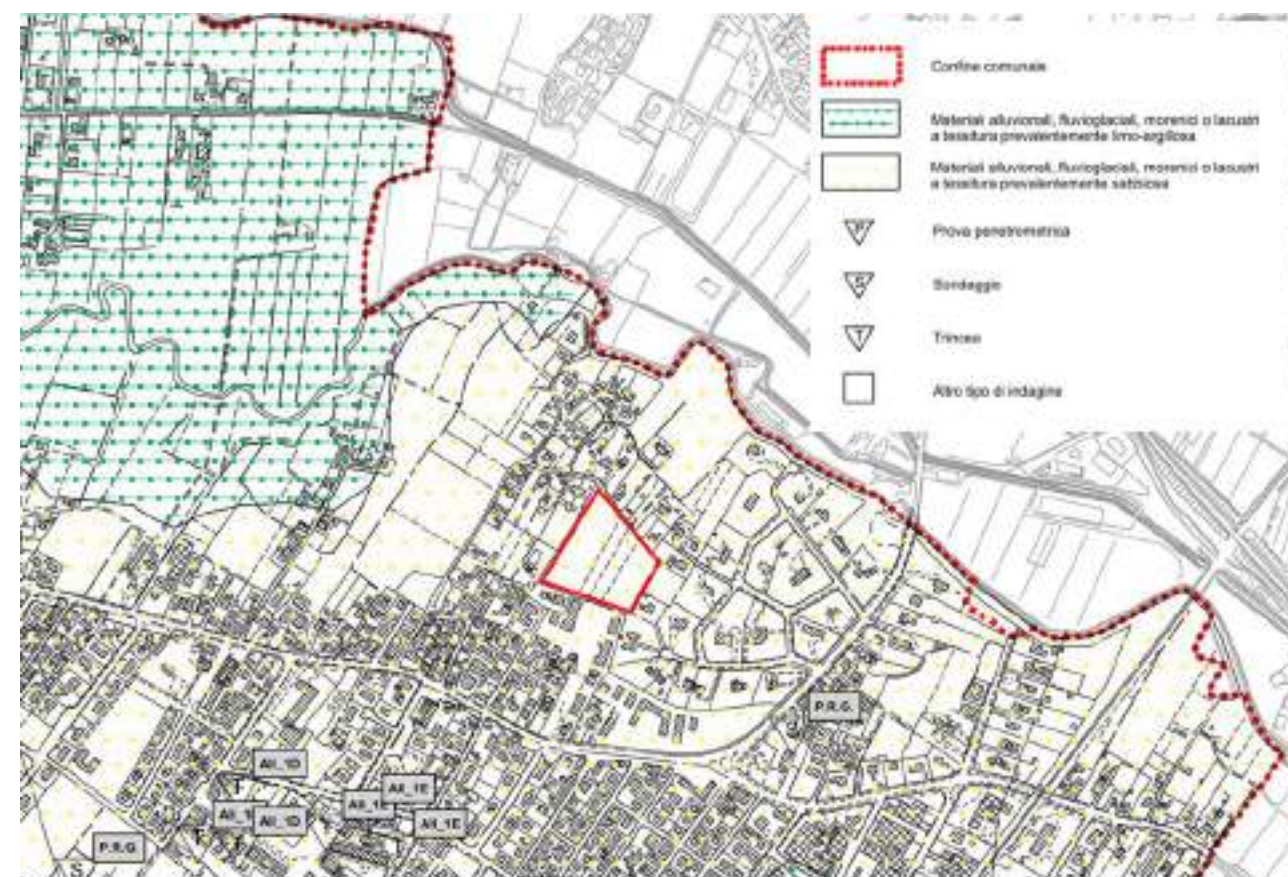 Confine comunale
Materiali alluvionali, fluvioglaciali, morenici o lacustri
a tessitura prevalentemente limo-argillosa
Materiali alluvionali, fluvioglaciali, morenici o lacustri
a tessitura prevalentemente sabbiosa
P
Prova penetrometrica
S
Sondaggio
T
Trincea
Altro tipo di indagine
P.R.G.
All_1D
T
All_1E
All_1D
All_1E
P.R.G.
T
T
S